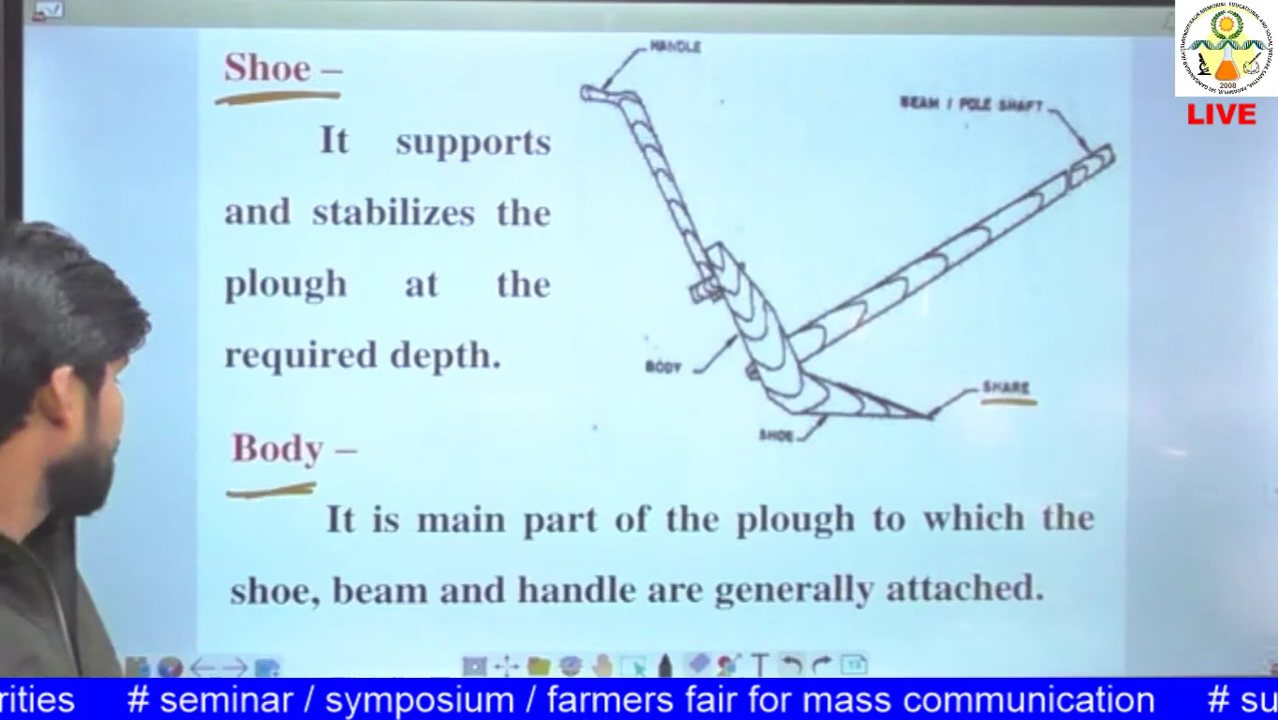 Shoe –
It supports
and stabilizes the
plough at the
required depth.
HANDLE
BEAM / POLE SHAFT
BODY
SHARE
SHOE
Body –
It is main part of the plough to which the
shoe, beam and handle are generally attached.
2008
LIVE
rities # seminar / symposium / farmers fair for mass communication # su